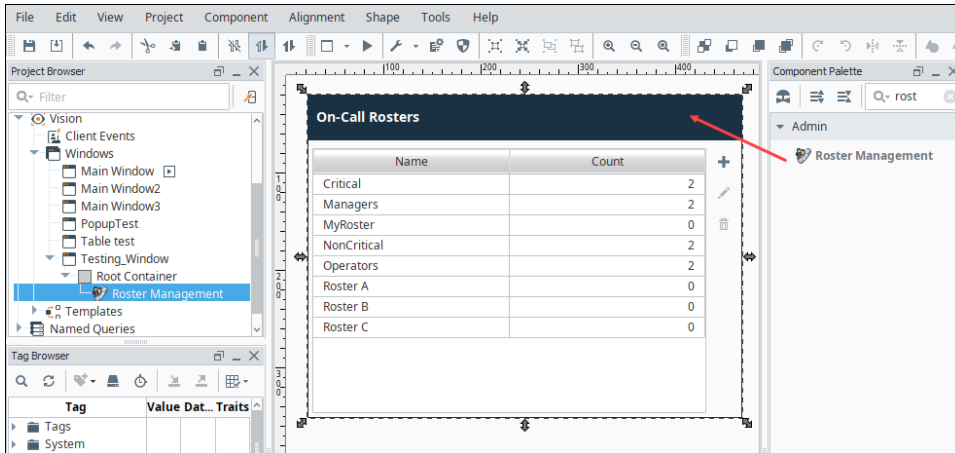 File Edit View Project Component Alignment Shape Tools Help
Project Browser
Filter
Vision
Client Events
Windows
Main Window
Main Window2
Main Window3
PopupTest
Table test
Testing_Window
Root Container
Roster Management
Templates
Named Queries
Tag Browser
Tag Value Dat... Traits
Tags
System
100 200 300 400
100
200
300
On-Call Rosters
Name Count
Critical 2
Managers 2
MyRoster 0
NonCritical 2
Operators 2
Roster A 0
Roster B 0
Roster C 0
Component Palette
rost
Admin
Roster Management